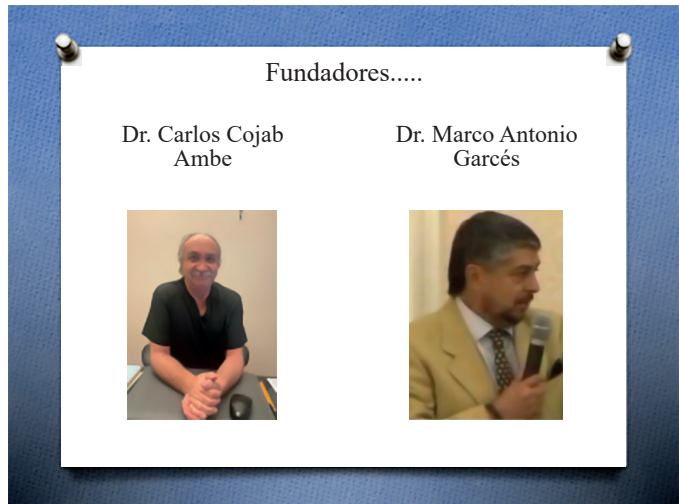 Fundadores.....
Dr. Carlos Cojab
Ambe
Dr. Marco Antonio
Garcés